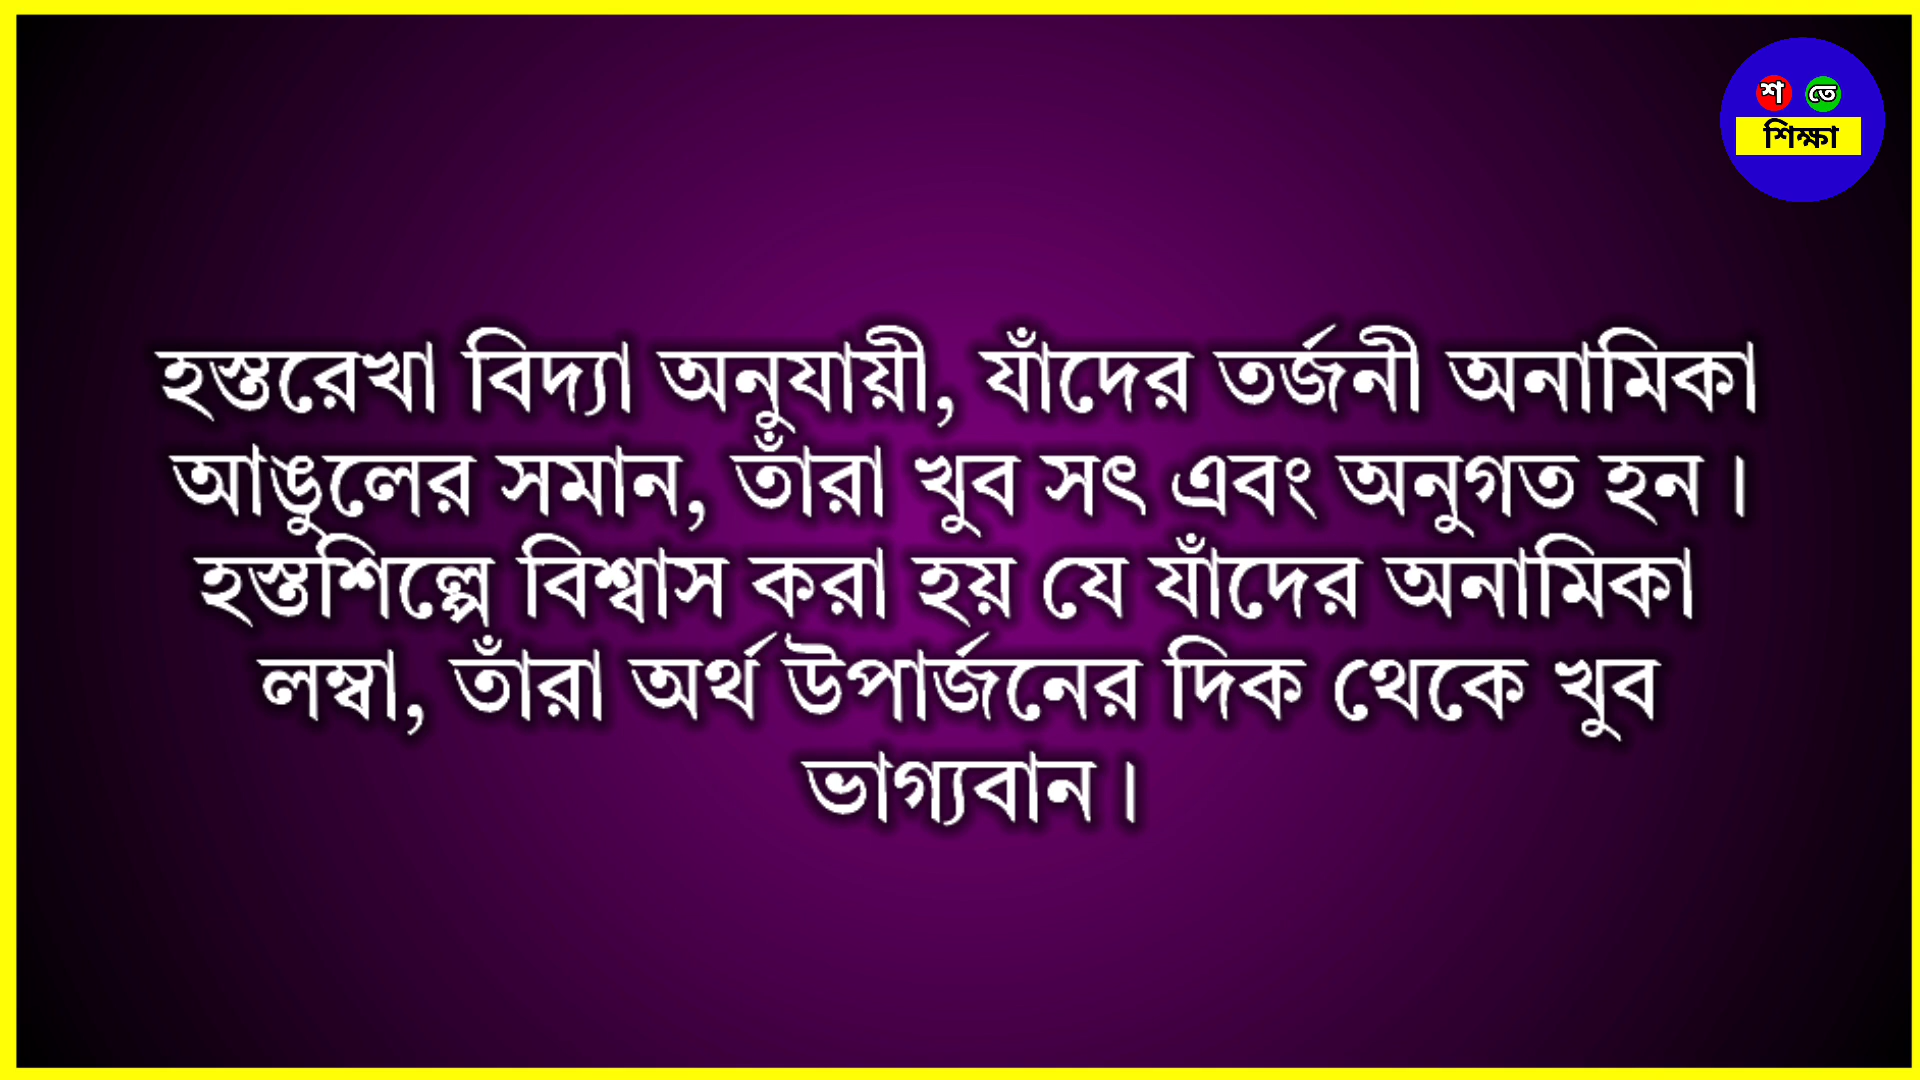 শ তে
শিক্ষা
হস্তরেখা বিদ্যা অনুযায়ী, যাঁদের তর্জনী অনামিকা
আঙুলের সমান, তাঁরা খুব সৎ এবং অনুগত হন।
হস্তশিল্পে বিশ্বাস করা হয় যে যাঁদের অনামিকা
লম্বা, তাঁরা অর্থ উপার্জনের দিক থেকে খুব
ভাগ্যবান।